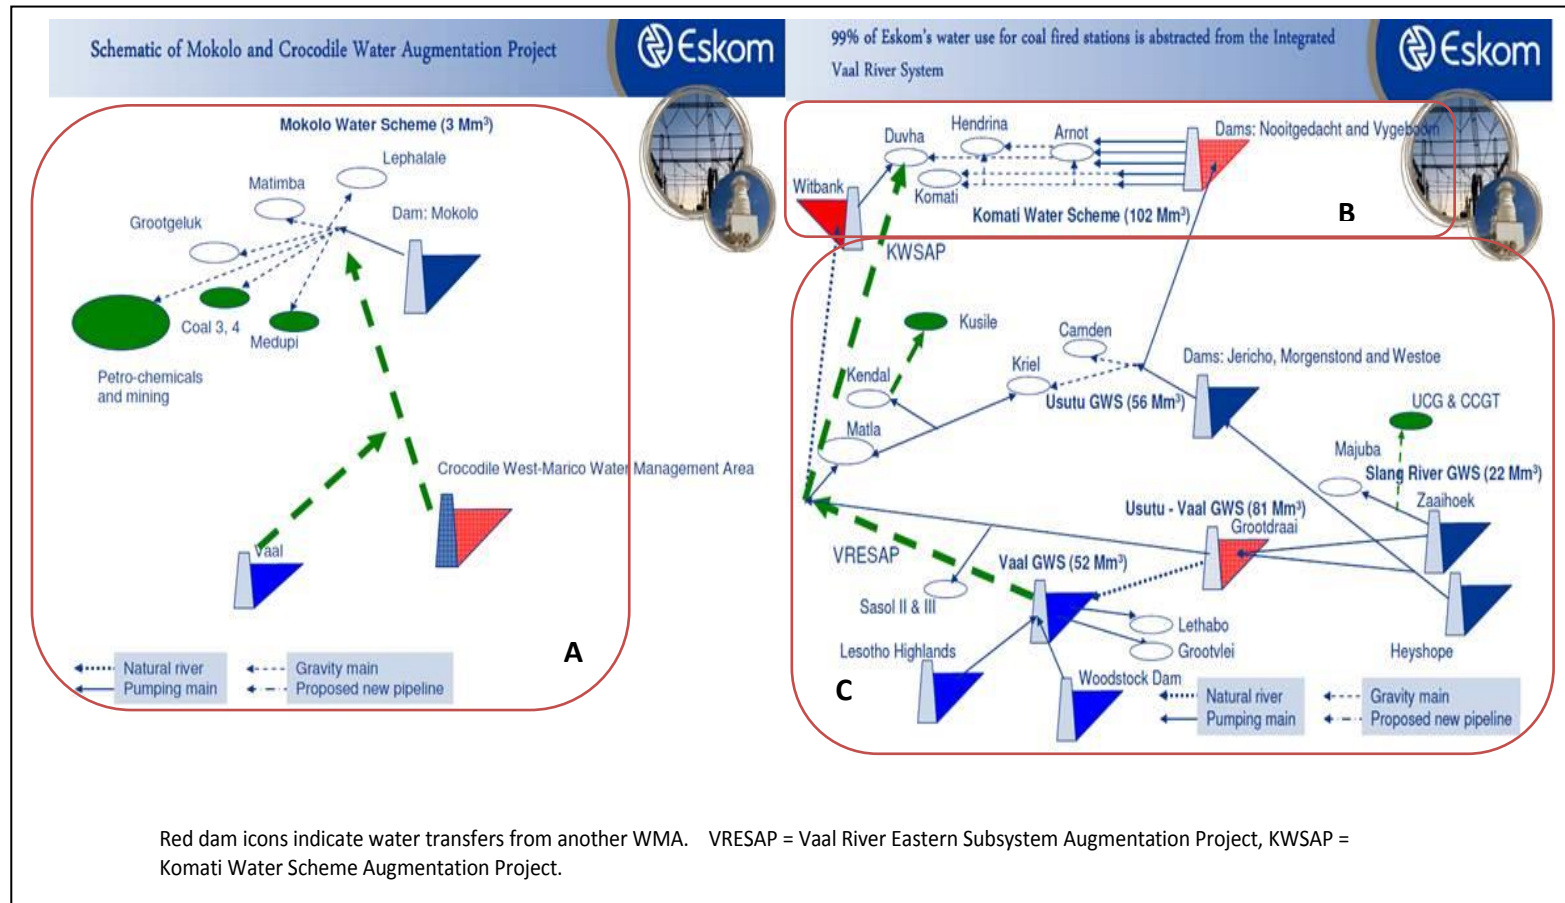 Schematic of Mokolo and Crocodile Water Augmentation Project
Eskom
Mokolo Water Scheme (3 Mm³)
Lephalale
Matimba
Grootgeluk
Dam: Mokolo
Coal 3, 4
Medupi
Petro-chemicals
and mining
Crocodile West-Marico Water Management Area
Vaal
A
Natural river
Pumping main
Gravity main
Proposed new pipeline
99% of Eskom's water use for coal fired stations is abstracted from the Integrated
Vaal River System
Eskom
Duvha
Hendrina
Arnot
Dams: Nooitgedacht and Vygeboom
Witbank
Komati
Komati Water Scheme (102 Mm³)
B
KWSAP
Kusile
Camden
Kriel
Dams: Jericho, Morgenstond and Westoe
Kendal
Usutu GWS (56 Mm³)
UCG & CCGT
Matla
Majuba
Slang River GWS (22 Mm³)
Zaaihoek
Usutu - Vaal GWS (81 Mm³)
Grootdraai
VRESAP
Vaal GWS (52 Mm³)
Sasol II & III
Lethabo
Grootvlei
Lesotho Highlands
Heyshope
Woodstock Dam
C
Natural river
Pumping main
Gravity main
Proposed new pipeline
Red dam icons indicate water transfers from another WMA. VRESAP = Vaal River Eastern Subsystem Augmentation Project, KWSAP =
Komati Water Scheme Augmentation Project.